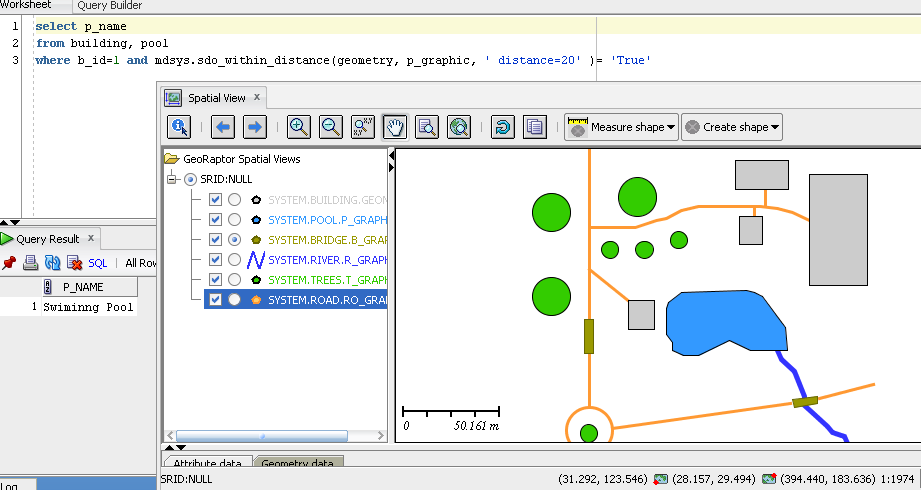 Worksheet Query Builder
1 select p_name
2 from building, pool
3 where b_id=1 and mdsys.sdo_within_distance(geometry, p_graphic, ' distance=20' )= 'True'
Spatial View x
Measure shape Create shape
GeoRaptor Spatial Views
SRID:NULL
SYSTEM.BUILDING.GEOM
SYSTEM.POOL.P_GRAPH
SYSTEM.BRIDGE.B_GRAP
SYSTEM.RIVER.R_GRAPH
SYSTEM.TREES.T_GRAPH
SYSTEM.ROAD.RO_GRAI
Query Result x
SQL All Row
P_NAME
1 Swiminng Pool
0 50.161 m
Attribute data Geometry data
SRID:NULL (31.292, 123.546) (28.157, 29.494) (394.440, 183.636) 1:1974
Log